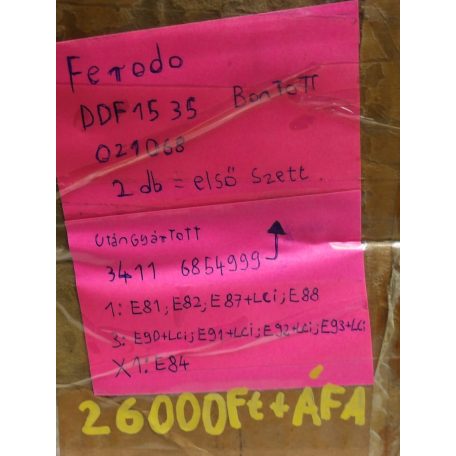 Ferodo
DDF1535 BonToTT
021068
2 db = első szett.
UtánGyártott
3411 6854999
1: E81; E82; E87+LCi; E88
3: E90+LCi; E91+LCi; E92+LCi; E93+LCi
X1: E84
26000Ft+ÁFA